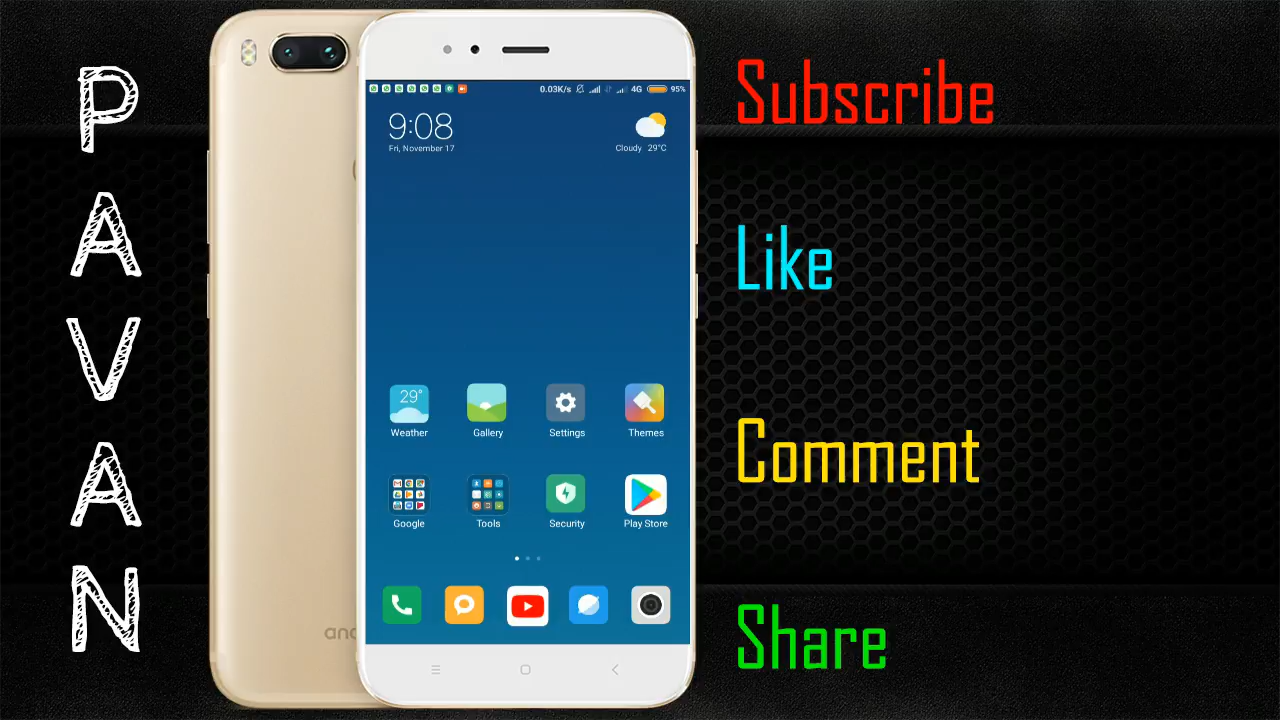 PAVAN
0.03K/s 4G 95%
9:08
Fri, November 17
Cloudy 29°C
29°
Weather Gallery Settings Themes
Google Tools Security Play Store
Subscribe
Like
Comment
Share